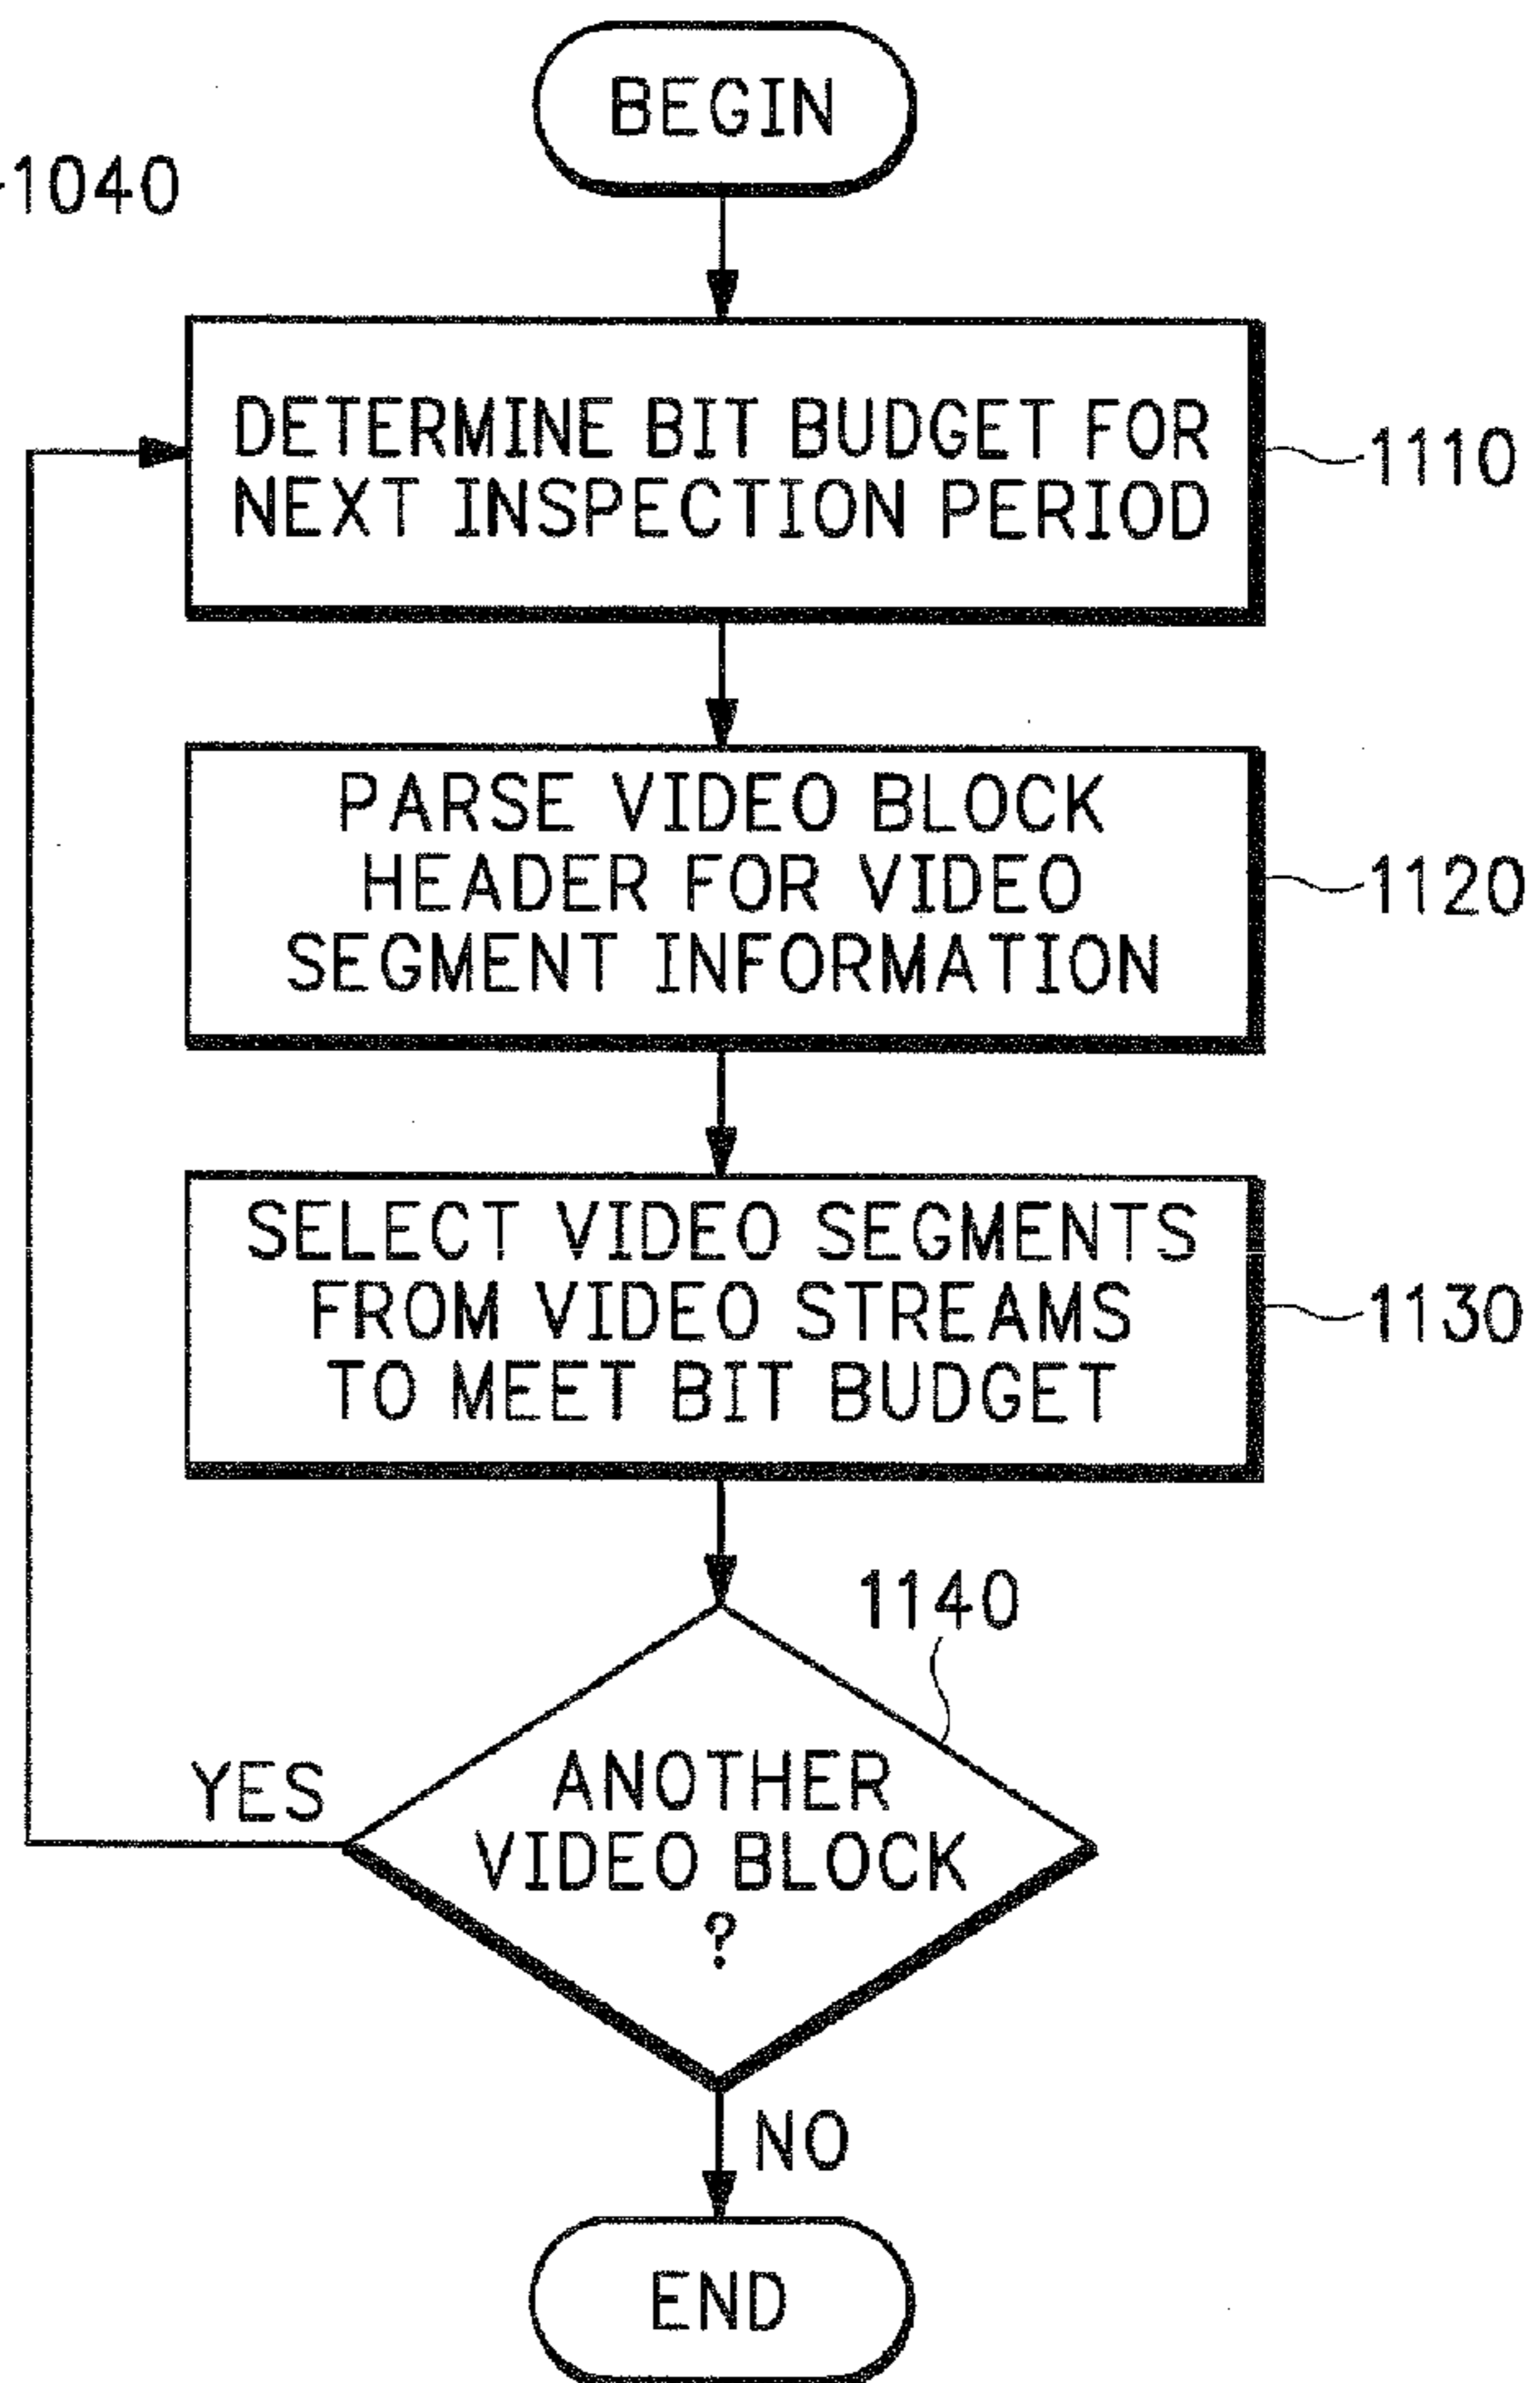 BEGIN
1040
DETERMINE BIT BUDGET FOR
NEXT INSPECTION PERIOD
1110
PARSE VIDEO BLOCK
HEADER FOR VIDEO
SEGMENT INFORMATION
1120
SELECT VIDEO SEGMENTS
FROM VIDEO STREAMS
TO MEET BIT BUDGET
1130
1140
ANOTHER
VIDEO BLOCK
?
YES
NO
END